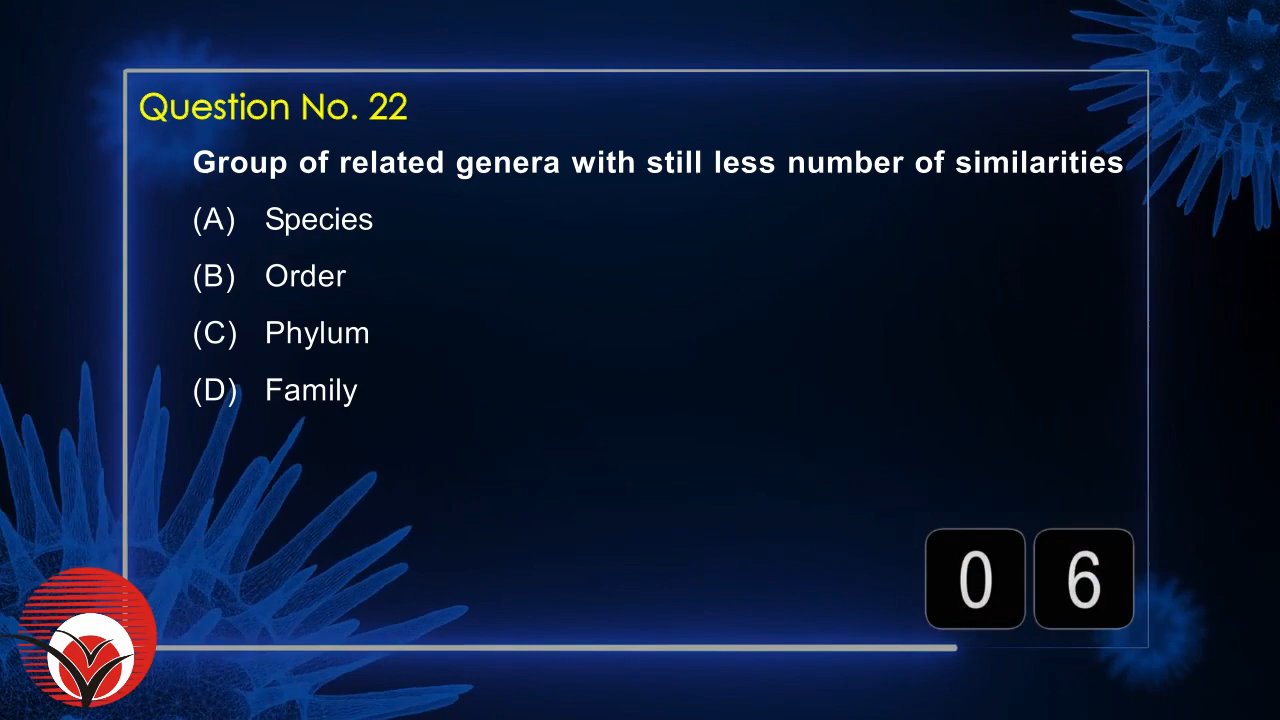 Question No. 22
Group of related genera with still less number of similarities
(A) Species
(B) Order
(C) Phylum
(D) Family
0 6